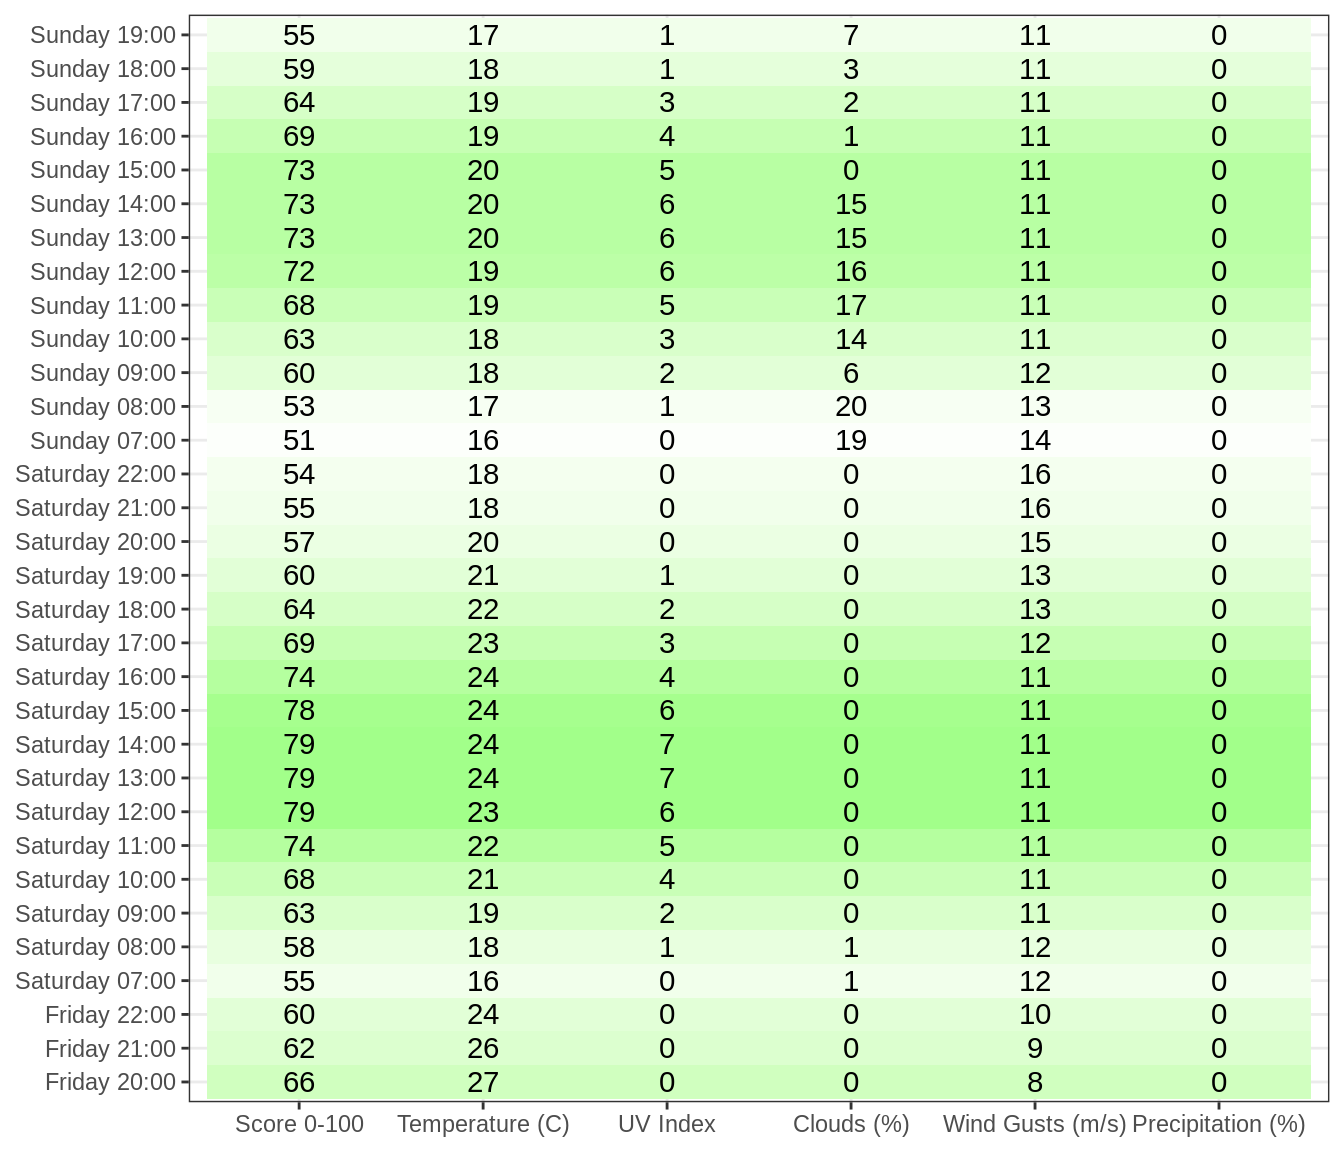 Sunday 19:00 55 17 1 7 11 0
Sunday 18:00 59 18 1 3 11 0
Sunday 17:00 64 19 3 2 11 0
Sunday 16:00 69 19 4 1 11 0
Sunday 15:00 73 20 5 0 11 0
Sunday 14:00 73 20 6 15 11 0
Sunday 13:00 73 20 6 15 11 0
Sunday 12:00 72 19 6 16 11 0
Sunday 11:00 68 19 5 17 11 0
Sunday 10:00 63 18 3 14 11 0
Sunday 09:00 60 18 2 6 12 0
Sunday 08:00 53 17 1 20 13 0
Sunday 07:00 51 16 0 19 14 0
Saturday 22:00 54 18 0 0 16 0
Saturday 21:00 55 18 0 0 16 0
Saturday 20:00 57 20 0 0 15 0
Saturday 19:00 60 21 1 0 13 0
Saturday 18:00 64 22 2 0 13 0
Saturday 17:00 69 23 3 0 12 0
Saturday 16:00 74 24 4 0 11 0
Saturday 15:00 78 24 6 0 11 0
Saturday 14:00 79 24 7 0 11 0
Saturday 13:00 79 24 7 0 11 0
Saturday 12:00 79 23 6 0 11 0
Saturday 11:00 74 22 5 0 11 0
Saturday 10:00 68 21 4 0 11 0
Saturday 09:00 63 19 2 0 11 0
Saturday 08:00 58 18 1 1 12 0
Saturday 07:00 55 16 0 1 12 0
Friday 22:00 60 24 0 0 10 0
Friday 21:00 62 26 0 0 9 0
Friday 20:00 66 27 0 0 8 0
Score 0-100 Temperature (C) UV Index Clouds (%) Wind Gusts (m/s) Precipitation (%)